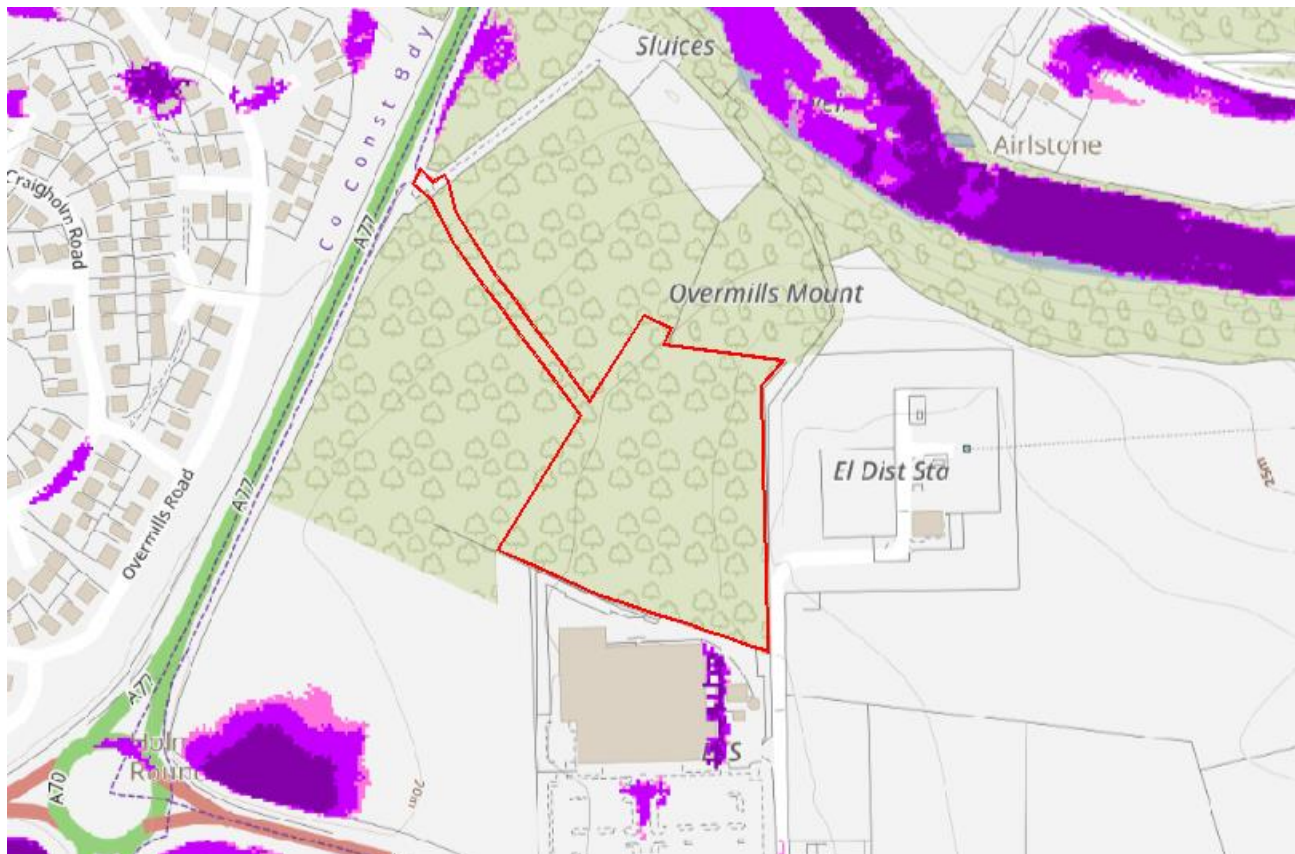 Sluices
Co Const Bdy
Airlstone
A77
Craigholm Road
Overmills Mount
El Dist Sta
25m
A77
Overmills Road
A77
A70
20m